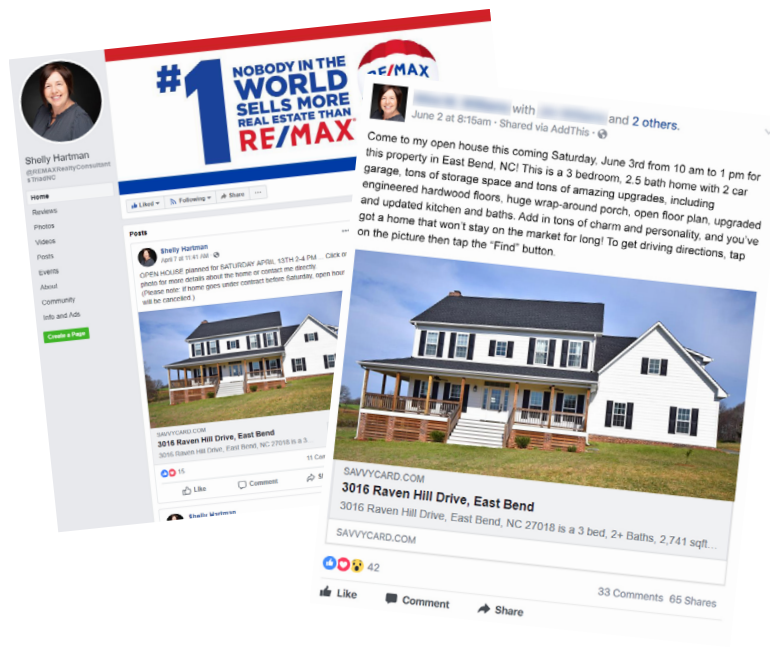 #1 NOBODY IN THE
WORLD
SELLS MORE
REAL ESTATE THAN
RE/MAX
RE/MAX
Shelly Hartman
@REMAXRealtyConsultant
sTriadNC
Home
Reviews
Photos
Videos
Posts
Events
About
Community
Info and Ads
Create a Page
Liked
Following
Share
Posts
Shelly Hartman
April 7 at 11:41 AM
OPEN HOUSE planned for SATURDAY APRIL 13TH 2-4 PM... Click or
photo for more details about the home or contact me directly.
(Please note: if home goes under contract before Saturday, open hour
will be cancelled.)
SAVVYCARD.COM
3016 Raven Hill Drive, East Bend
3016 Raven Hill Drive, East Bend, NC 27018 is a 3...
15
11 Con
Like
Comment
Shelly Hartman
with
and 2 others.
June 2 at 8:15am · Shared via AddThis ·
Come to my open house this coming Saturday, June 3rd from 10 am to 1 pm for
this property in East Bend, NC! This is a 3 bedroom, 2.5 bath home with 2 car
garage, tons of storage space and tons of amazing upgrades, including
engineered hardwood floors, huge wrap-around porch, open floor plan, upgraded
and updated kitchen and baths. Add in tons of charm and personality, and you've
got a home that won't stay on the market for long! To get driving directions, tap
on the picture then tap the "Find" button.
SAVVYCARD.COM
3016 Raven Hill Drive, East Bend
3016 Raven Hill Drive, East Bend, NC 27018 is a 3 bed, 2+ Baths, 2,741 sqft...
SAVVYCARD.COM
42
33 Comments 65 Shares
Like
Comment
Share